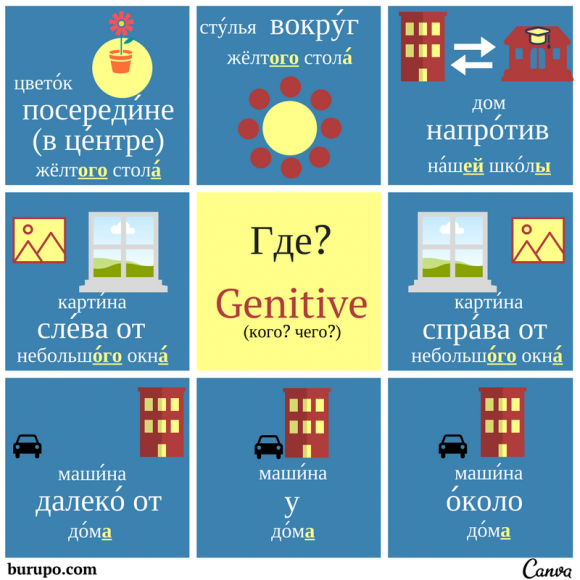 цвето́к
посереди́не
(в це́нтре)
жёлтого стола́
сту́лья вокру́г
жёлтого стола́
дом
напро́тив
на́шей шко́лы
карти́на
сле́ва от
небольшо́го окна́
Где?
Genitive
(кого? чего?)
карти́на
спра́ва от
небольшо́го окна́
маши́на
далеко́ от
до́ма
маши́на
у
до́ма
маши́на
о́коло
до́ма
burupo.com
Canva